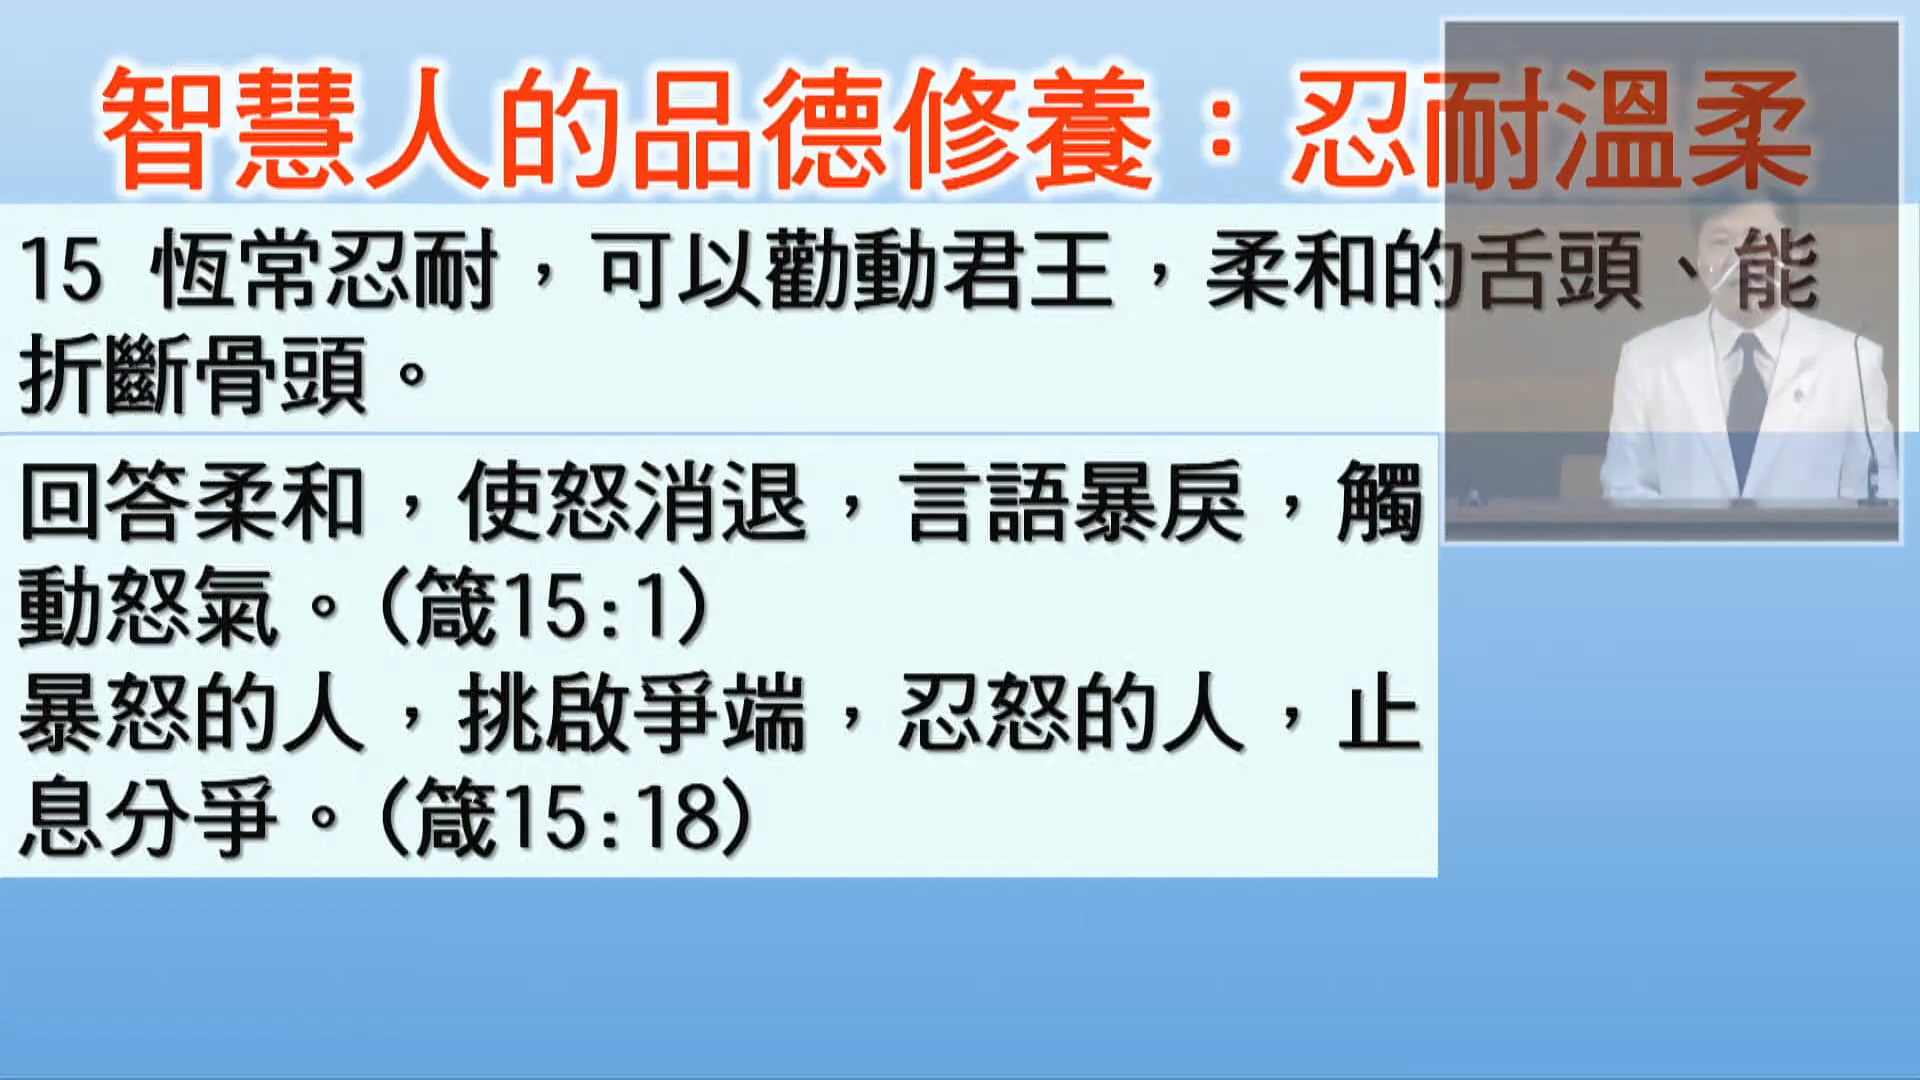 智慧人的品德修養：忍耐溫柔
15 恆常忍耐，可以勸動君王，柔和的舌頭、能
折斷骨頭。
回答柔和，使怒消退，言語暴戾，觸
動怒氣。(箴15:1)
暴怒的人，挑啟爭端，忍怒的人，止
息分爭。(箴15:18)